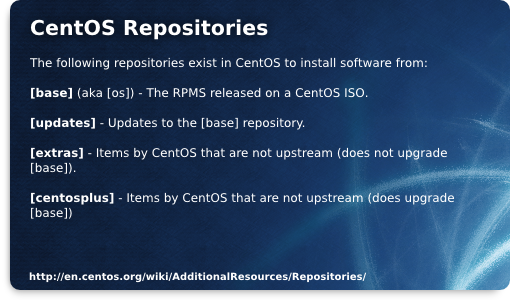 CentOS Repositories
The following repositories exist in CentOS to install software from:
[base] (aka [os]) - The RPMS released on a CentOS ISO.
[updates] - Updates to the [base] repository.
[extras] - Items by CentOS that are not upstream (does not upgrade
[base]).
[centosplus] - Items by CentOS that are not upstream (does upgrade
[base])
http://en.centos.org/wiki/AdditionalResources/Repositories/